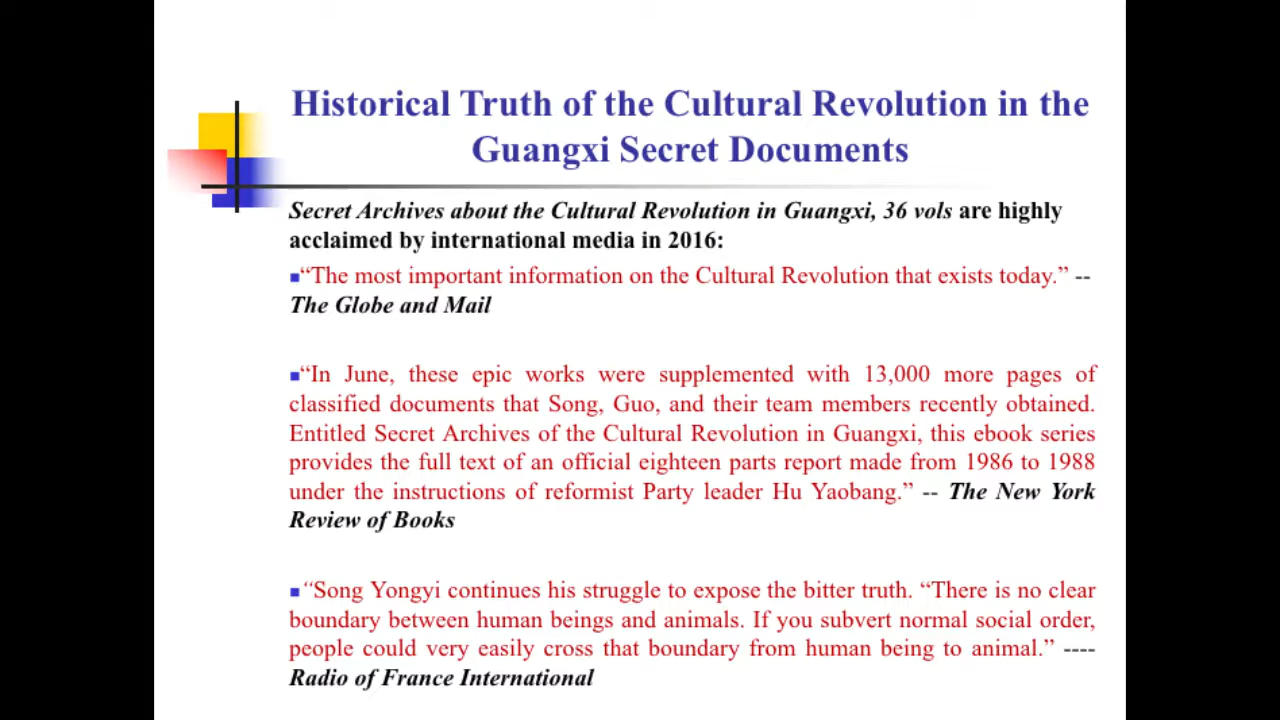 Historical Truth of the Cultural Revolution in the
Guangxi Secret Documents
Secret Archives about the Cultural Revolution in Guangxi, 36 vols are highly
acclaimed by international media in 2016:
■“The most important information on the Cultural Revolution that exists today.” --
The Globe and Mail
■“In June, these epic works were supplemented with 13,000 more pages of
classified documents that Song, Guo, and their team members recently obtained.
Entitled Secret Archives of the Cultural Revolution in Guangxi, this ebook series
provides the full text of an official eighteen parts report made from 1986 to 1988
under the instructions of reformist Party leader Hu Yaobang.” -- The New York
Review of Books
■“Song Yongyi continues his struggle to expose the bitter truth. “There is no clear
boundary between human beings and animals. If you subvert normal social order,
people could very easily cross that boundary from human being to animal.” ----
Radio of France International